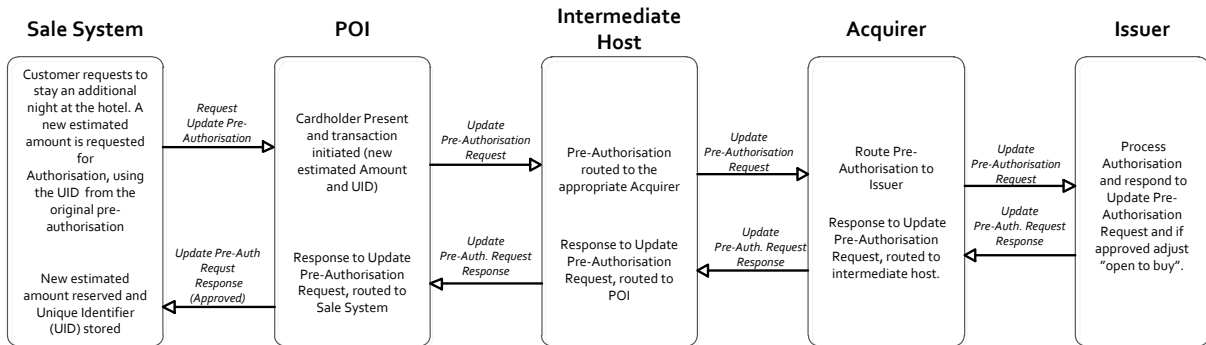 Sale System
POI
Intermediate
Host
Acquirer
Issuer
Customer requests to
stay an additional
night at the hotel. A
new estimated
amount is requested
for
Authorisation, using
the UID from the
original pre-
authorisation
New estimated
amount reserved and
Unique Identifier
(UID) stored
Request
Update Pre-
Authorisation
Update Pre-Auth
Requst
Response
(Approved)
Cardholder Present
and transaction
initiated (new
estimated Amount
and UID)
Response to Update
Pre-Authorisation
Request, routed to
Sale System
Update
Pre-Authorisation
Request
Update
Pre-Auth. Request
Response
Pre-Authorisation
routed to the
appropriate Acquirer
Response to Update
Pre-Authorisation
Request, routed to
POI
Update
Pre-Authorisation
Request
Update
Pre-Auth. Request
Response
Route Pre-
Authorisation to
Issuer
Response to Update
Pre-Authorisation
Request, routed to
intermediate host.
Update
Pre-Authorisation
Request
Update
Pre-Auth. Request
Response
Process
Authorisation
and respond to
Update Pre-
Authorisation
Request and if
approved adjust
“open to buy”.